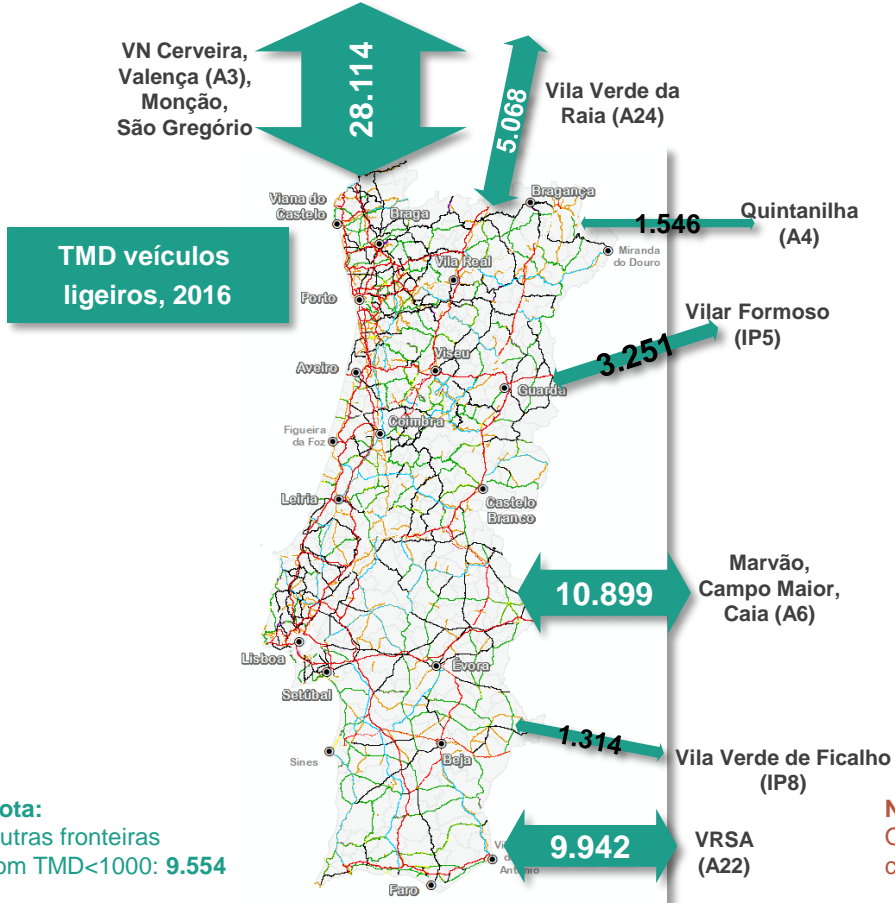 VN Cerveira,
Valença (A3),
Monção,
São Gregório
28.114
5.068
Vila Verde da
Raia (A24)
Viana do
Castelo
Braga
Bragança
1.546
Quintanilha
(A4)
TMD veículos
ligeiros, 2016
Miranda
do Douro
Vila Real
Porto
Vilar Formoso
(IP5)
3.251
Viseu
Aveiro
Guarda
Coimbra
Figueira
da Foz
Leiria
Castelo
Branco
Marvão,
Campo Maior,
Caia (A6)
10.899
Lisboa
Évora
Setúbal
1.314
Vila Verde de Ficalho
(IP8)
Sines
Beja
ota:
utras fronteiras
om TMD<1000: 9.554
9.942
VRSA
(A22)
Faro
N